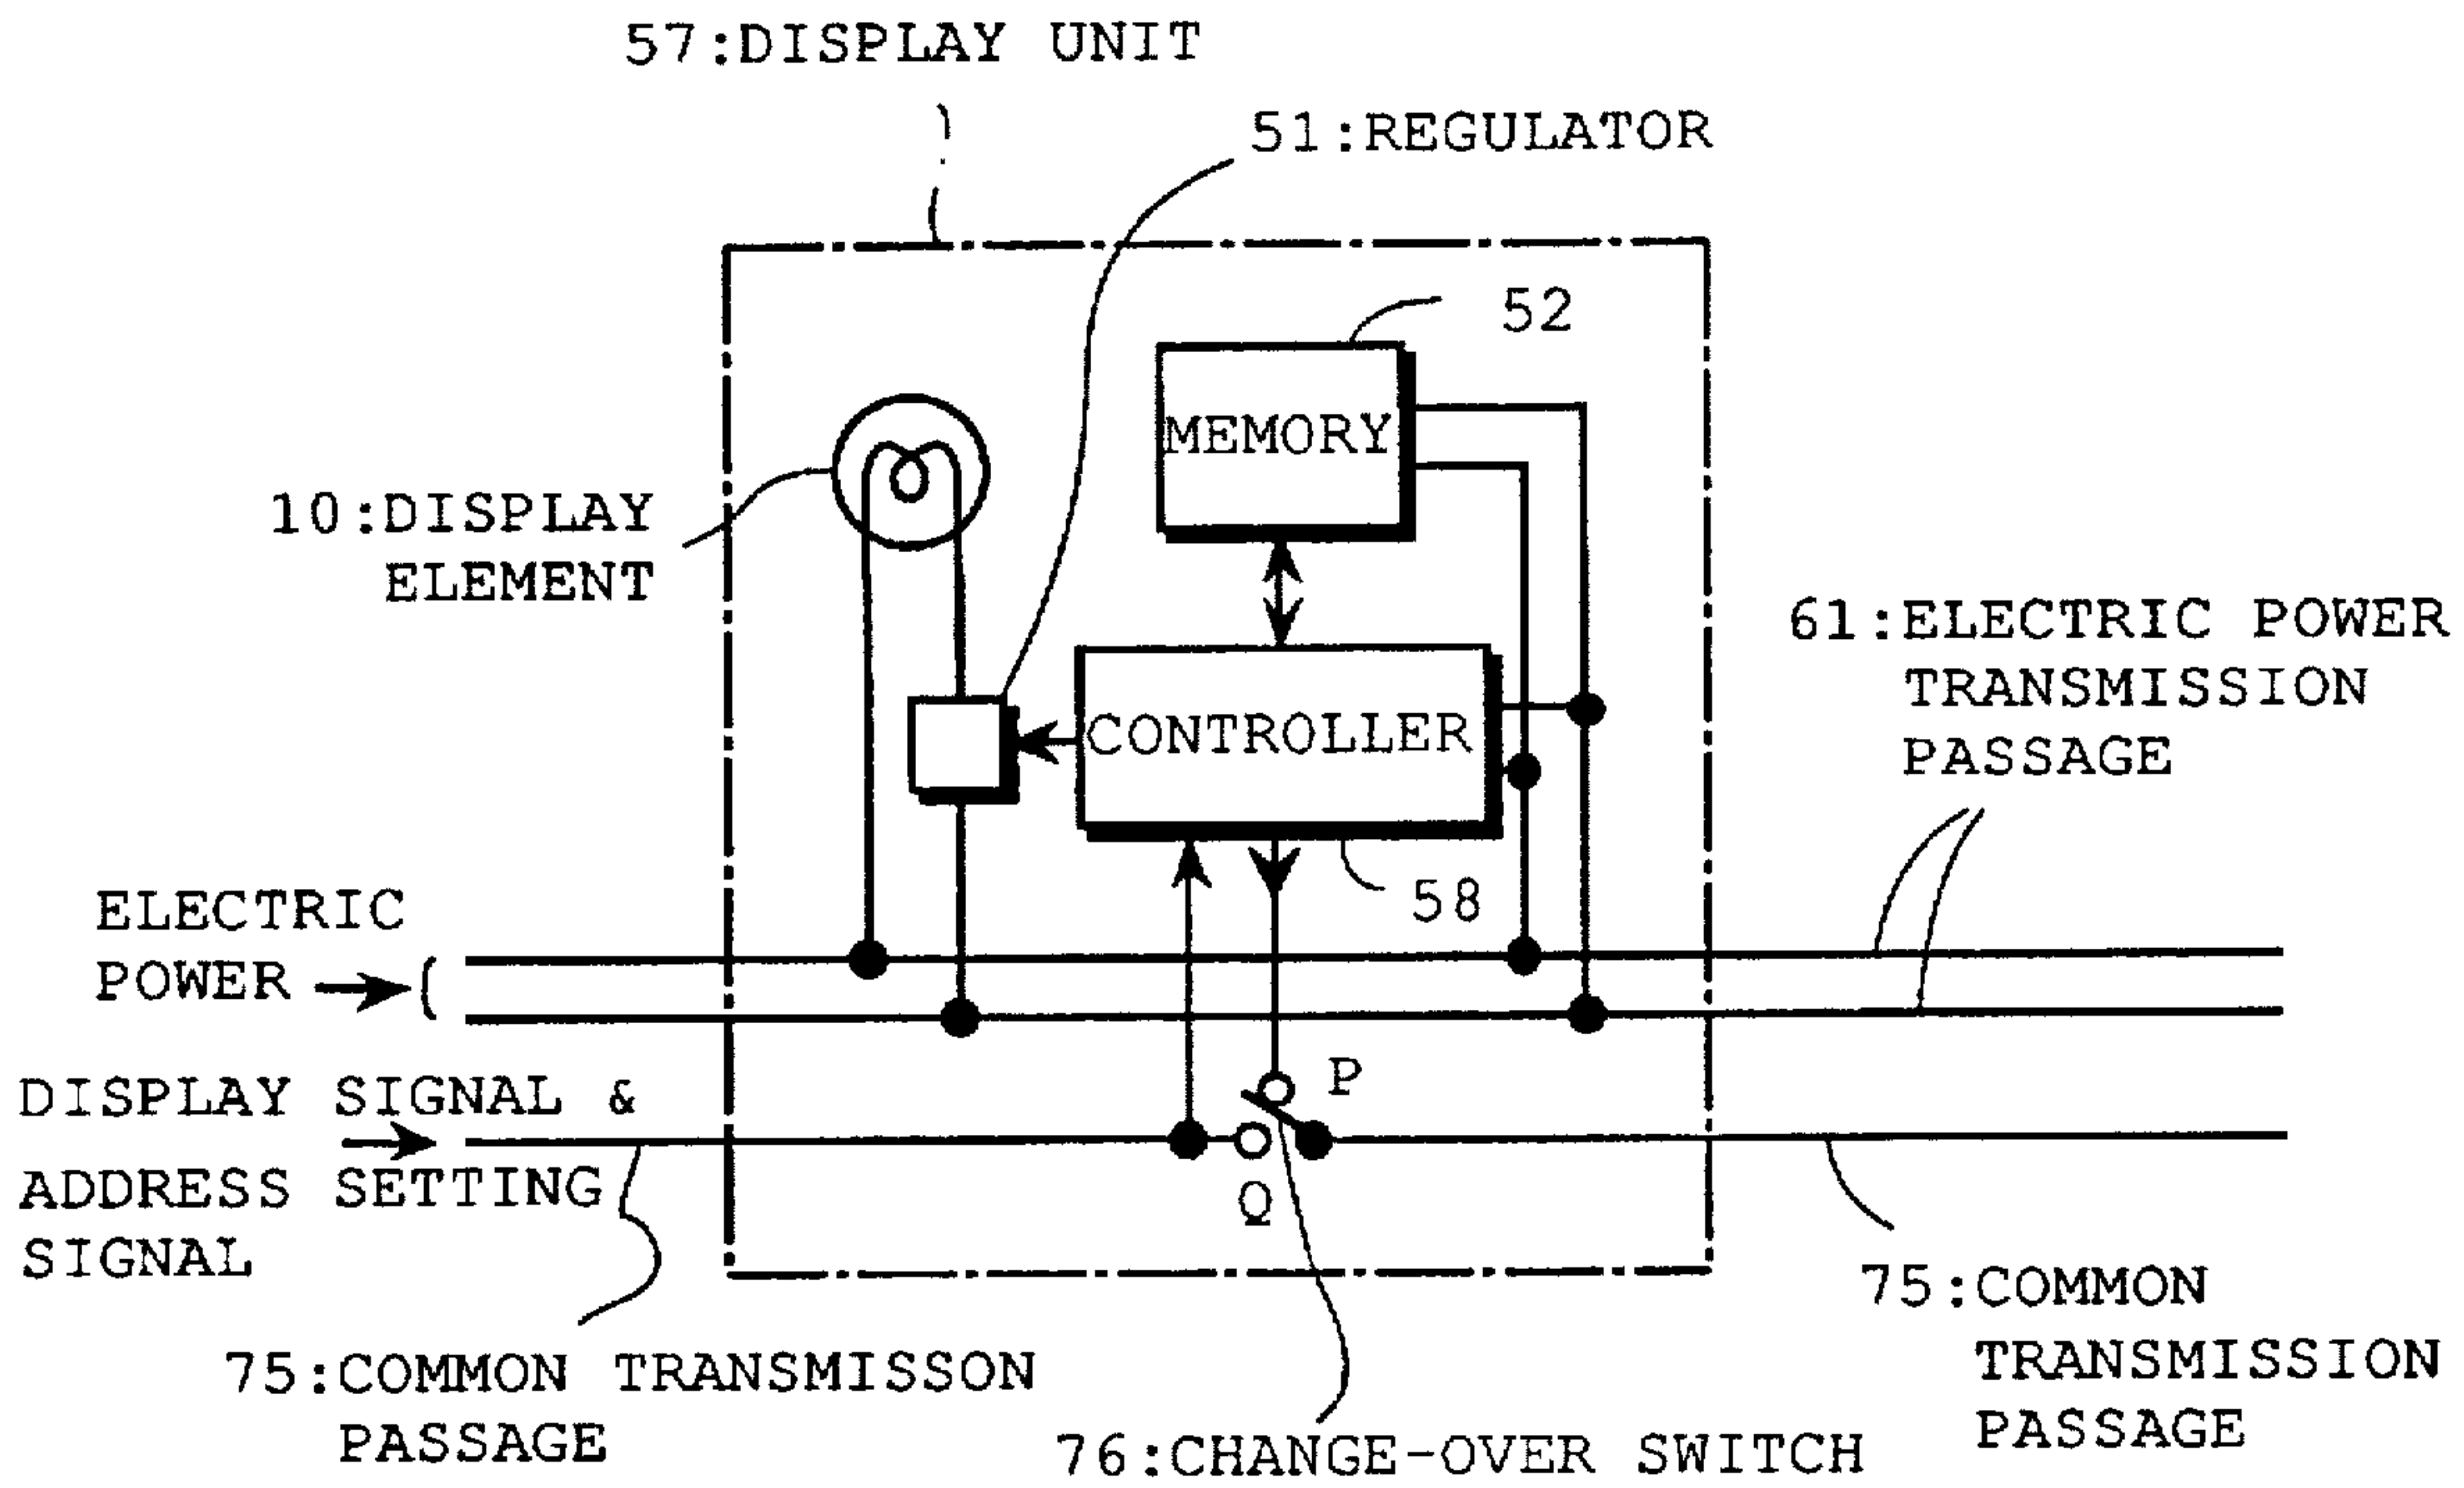 57:DISPLAY UNIT
51:REGULATOR
52
MEMORY
10:DISPLAY
ELEMENT
61:ELECTRIC POWER
TRANSMISSION
PASSAGE
CONTROLLER
58
ELECTRIC
POWER
P
DISPLAY SIGNAL &
ADDRESS SETTING
SIGNAL
Q
75:COMMON
TRANSMISSION
PASSAGE
75:COMMON TRANSMISSON
PASSAGE
76:CHANGE-OVER SWITCH